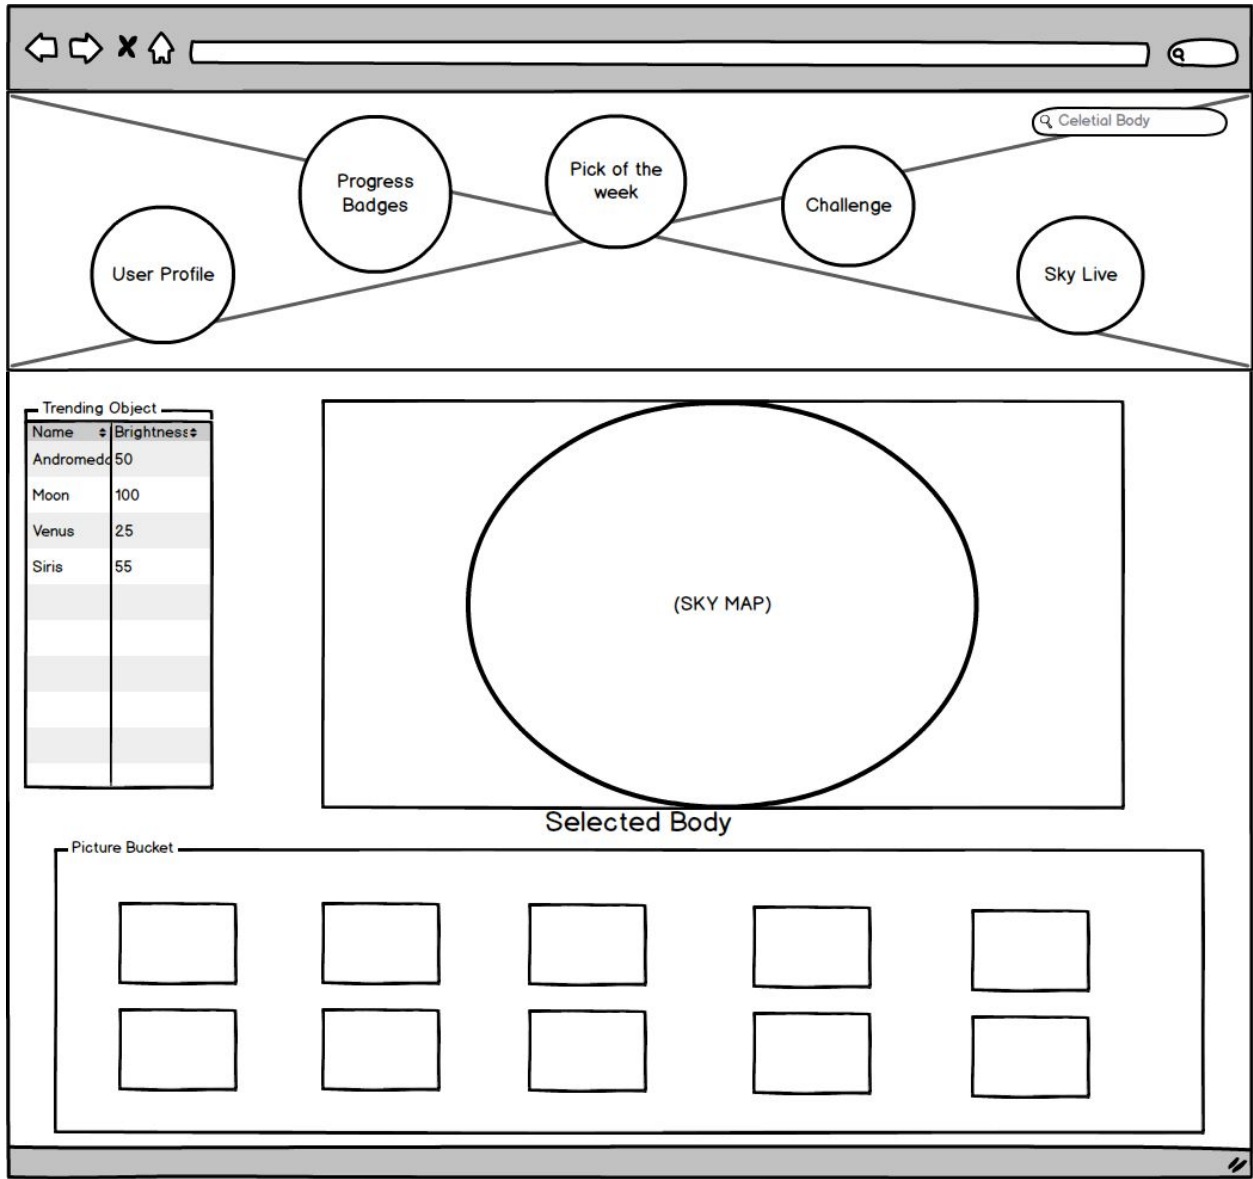 Celetial Body
Pick of the
week
Progress
Badges
Challenge
User Profile
Sky Live
Trending Object
Name Brightness
Andromeda 50
Moon 100
Venus 25
Siris 55
(SKY MAP)
Selected Body
Picture Bucket